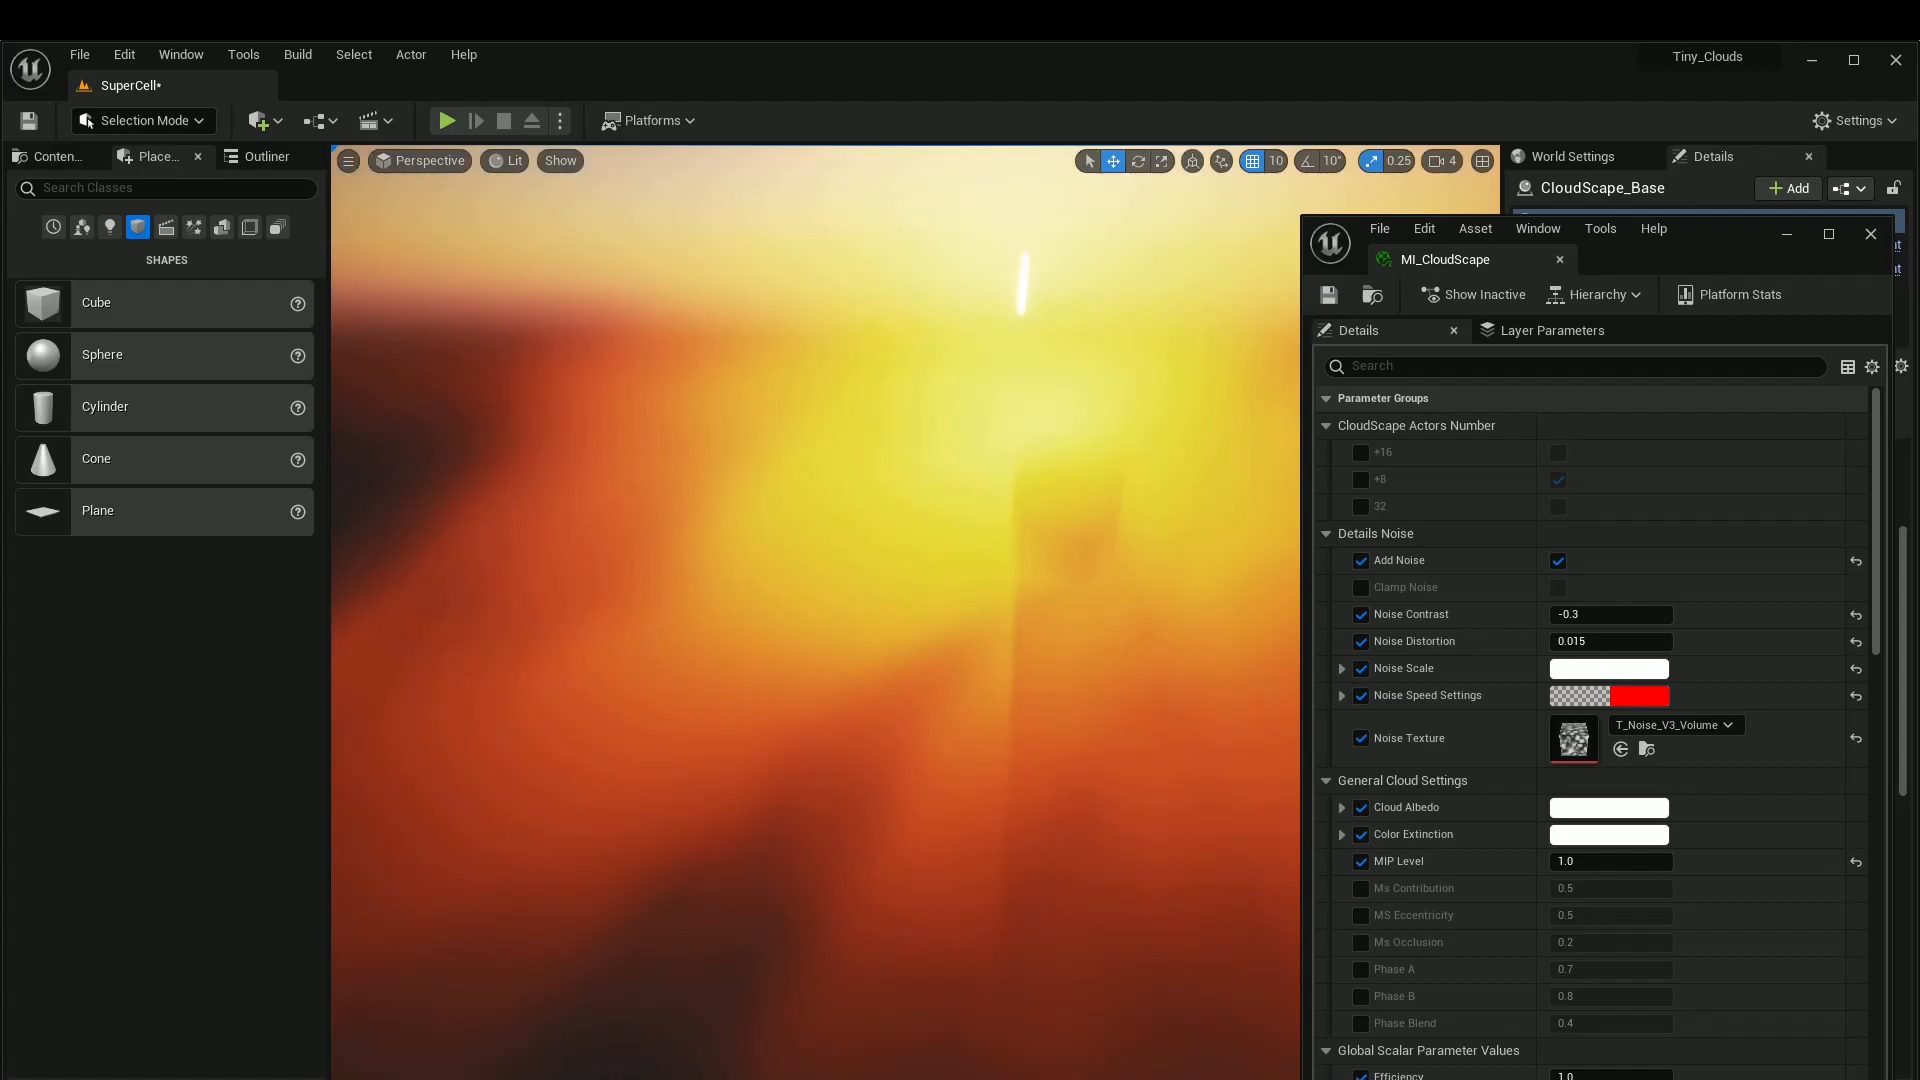 File Edit Window Tools Build Select Actor Help
Tiny_Clouds
SuperCell*
Selection Mode
Platforms
Settings
Conten...
Place...
Outliner
Search Classes
SHAPES
Cube
Sphere
Cylinder
Cone
Plane
Perspective
Lit
Show
10
10°
0.25
4
World Settings
Details
CloudScape_Base
Add
File Edit Asset Window Tools Help
MI_CloudScape
Show Inactive
Hierarchy
Platform Stats
Details
Layer Parameters
Search
Parameter Groups
CloudScape Actors Number
+16
+8
32
Details Noise
Add Noise
Clamp Noise
Noise Contrast -0.3
Noise Distortion 0.015
Noise Scale
Noise Speed Settings
Noise Texture
T_Noise_V3_Volume
General Cloud Settings
Cloud Albedo
Color Extinction
MIP Level 1.0
Ms Contribution 0.5
MS Eccentricity 0.5
Ms Occlusion 0.2
Phase A 0.7
Phase B 0.8
Phase Blend 0.4
Global Scalar Parameter Values
Efficiency 1.0